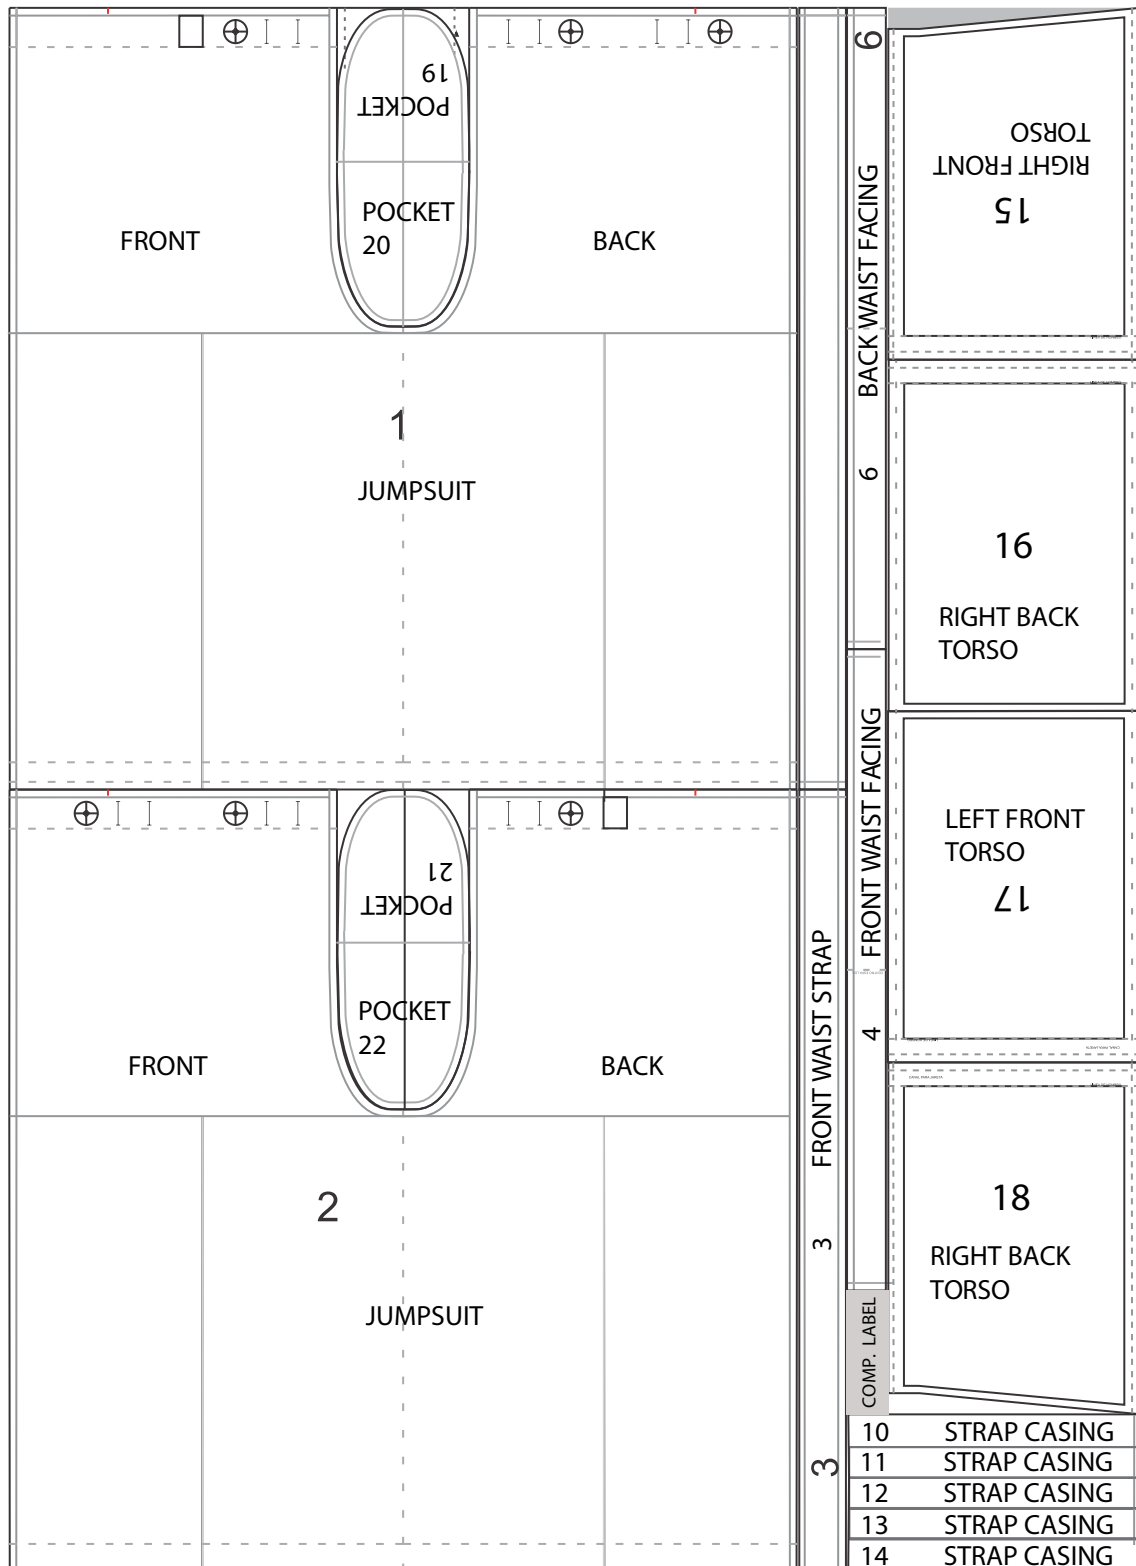 19
POCKET
POCKET
20
FRONT
BACK
1
JUMPSUIT
21
POCKET
POCKET
22
FRONT
BACK
2
JUMPSUIT
FRONT WAIST STRAP
3
3
6
BACK WAIST FACING
6
FRONT WAIST FACING
4
COMP. LABEL
RIGHT FRONT
TORSO
15
16
RIGHT BACK
TORSO
LEFT FRONT
TORSO
17
18
RIGHT BACK
TORSO
10 STRAP CASING
11 STRAP CASING
12 STRAP CASING
13 STRAP CASING
14 STRAP CASING